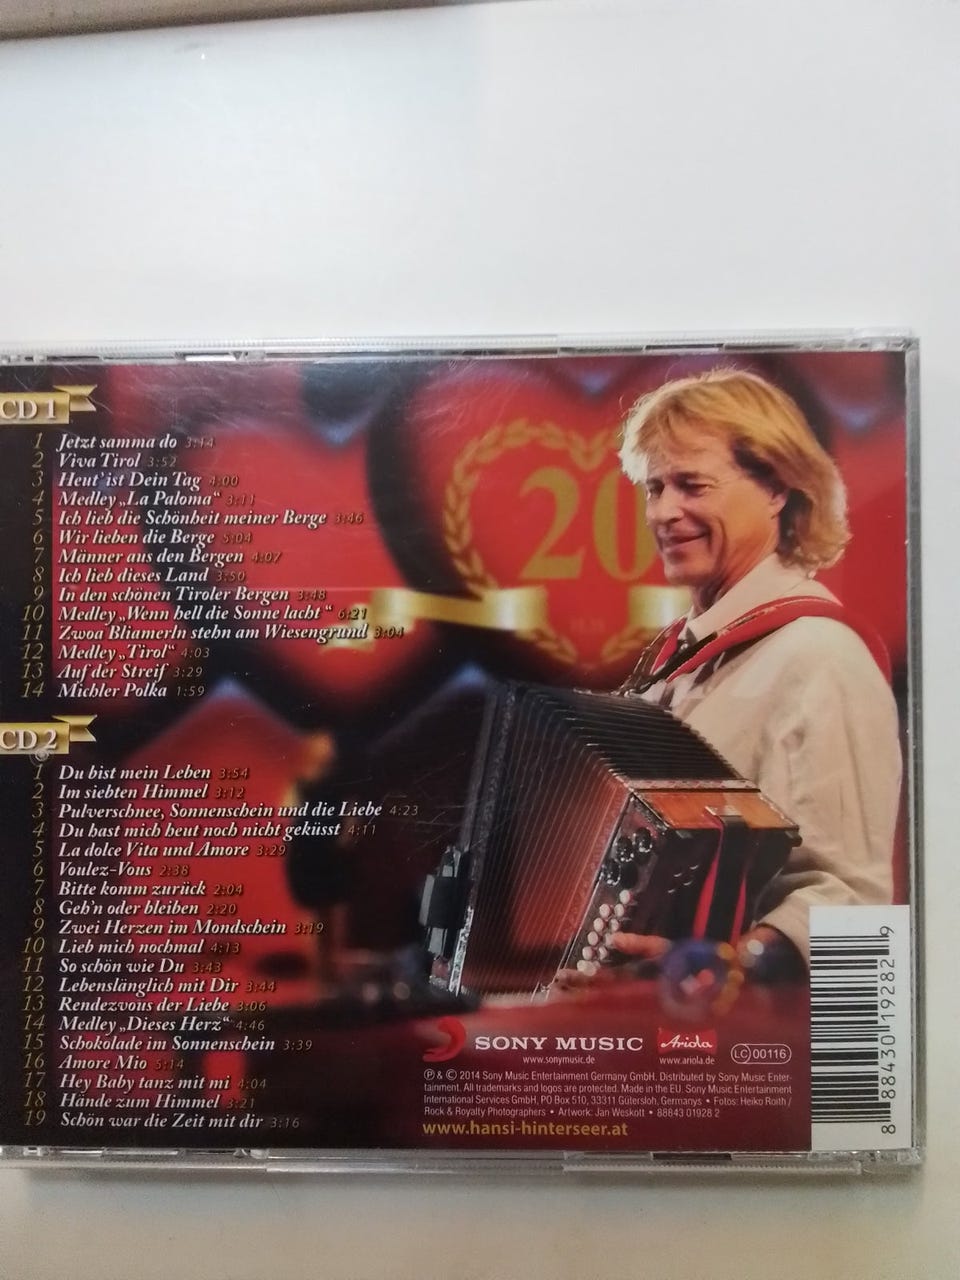 CD 1
1 Jetzt samma do 3:14
2 Viva Tirol 3:52
3 Heut' ist Dein Tag 4:00
4 Medley „La Paloma“ 3:11
5 Ich lieb die Schönheit meiner Berge 3:46
6 Wir lieben die Berge 5:04
7 Männer aus den Bergen 4:07
8 Ich lieb dieses Land 3:50
9 In den schönen Tiroler Bergen 3:48
10 Medley „Wenn hell die Sonne lacht“ 6:21
11 Zwoa Bliamerln stehn am Wiesengrund 3:04
12 Medley „Tirol“ 4:03
13 Auf der Streif 3:29
14 Michler Polka 1:59
CD 2
1 Du bist mein Leben 3:54
2 Im siebten Himmel 3:12
3 Pulverschnee, Sonnenschein und die Liebe 4:23
4 Du hast mich heut noch nicht geküsst 4:11
5 La dolce Vita und Amore 3:29
6 Voulez-Vous 2:38
7 Bitte komm zurück 2:04
8 Geh'n oder bleiben 2:20
9 Zwei Herzen im Mondschein 3:19
10 Lieb mich nochmal 4:13
11 So schön wie Du 3:43
12 Lebenslänglich mit Dir 3:44
13 Rendezvous der Liebe 3:06
14 Medley „Dieses Herz“ 4:46
15 Schokolade im Sonnenschein 3:39
16 Amore Mio 5:14
17 Hey Baby tanz mit mi 4:04
18 Hände zum Himmel 3:21
19 Schön war die Zeit mit dir 3:16
20
SONY MUSIC
www.sonymusic.de
Ariola
www.ariola.de
LC 00116
℗ & © 2014 Sony Music Entertainment Germany GmbH. Distributed by Sony Music Enter-
tainment. All trademarks and logos are protected. Made in the EU. Sony Music Entertainment
International Services GmbH, PO Box 510, 33311 Gütersloh, Germanys • Fotos: Heiko Roith /
Rock & Royalty Photographers • Artwork: Jan Weskott • 88843 01928 2
www.hansi-hinterseer.at
8 88430 19282 9